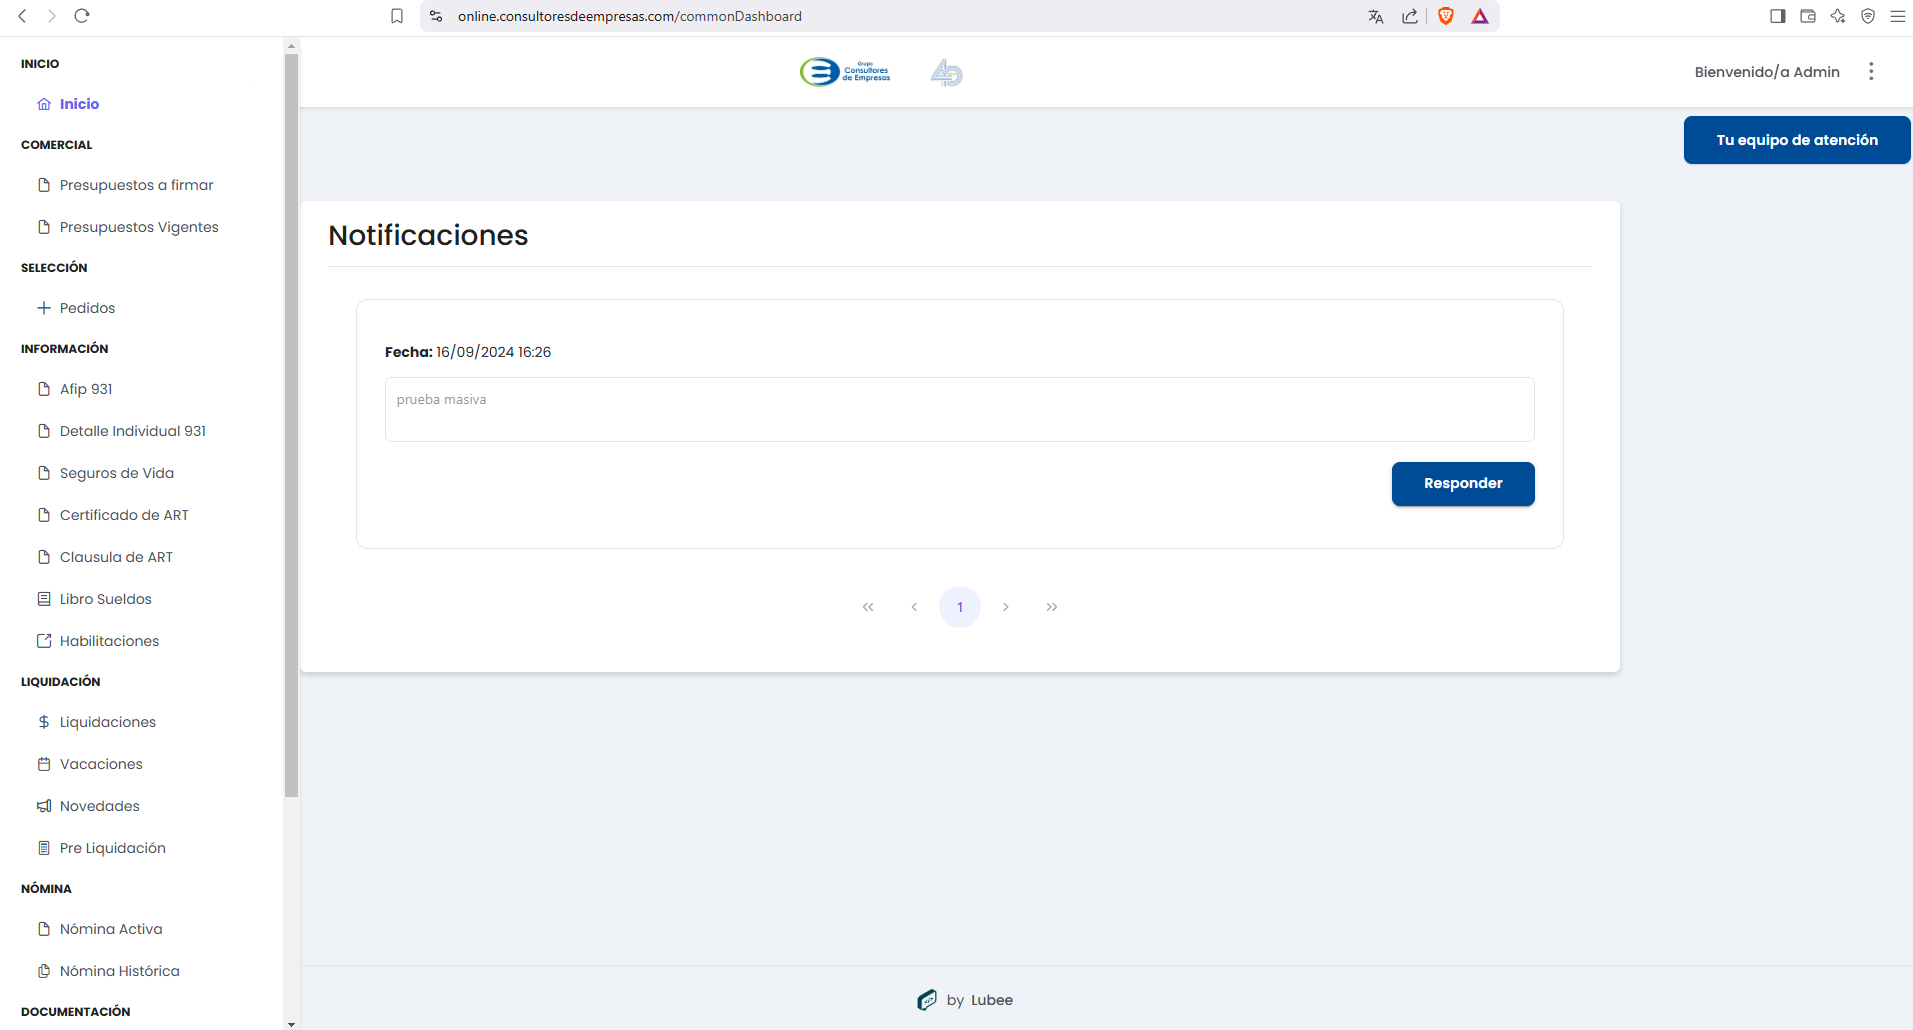 online.consultoresdeempresas.com/commonDashboard
INICIO
Inicio
COMERCIAL
Presupuestos a firmar
Presupuestos Vigentes
SELECCIÓN
Pedidos
INFORMACIÓN
Afip 931
Detalle Individual 931
Seguros de Vida
Certificado de ART
Clausula de ART
Libro Sueldos
Habilitaciones
LIQUIDACIÓN
Liquidaciones
Vacaciones
Novedades
Pre Liquidación
NÓMINA
Nómina Activa
Nómina Histórica
DOCUMENTACIÓN
Grupo
Consultores
de Empresas
Bienvenido/a Admin
Tu equipo de atención
Notificaciones
Fecha: 16/09/2024 16:26
prueba masiva
Responder
1
by Lubee